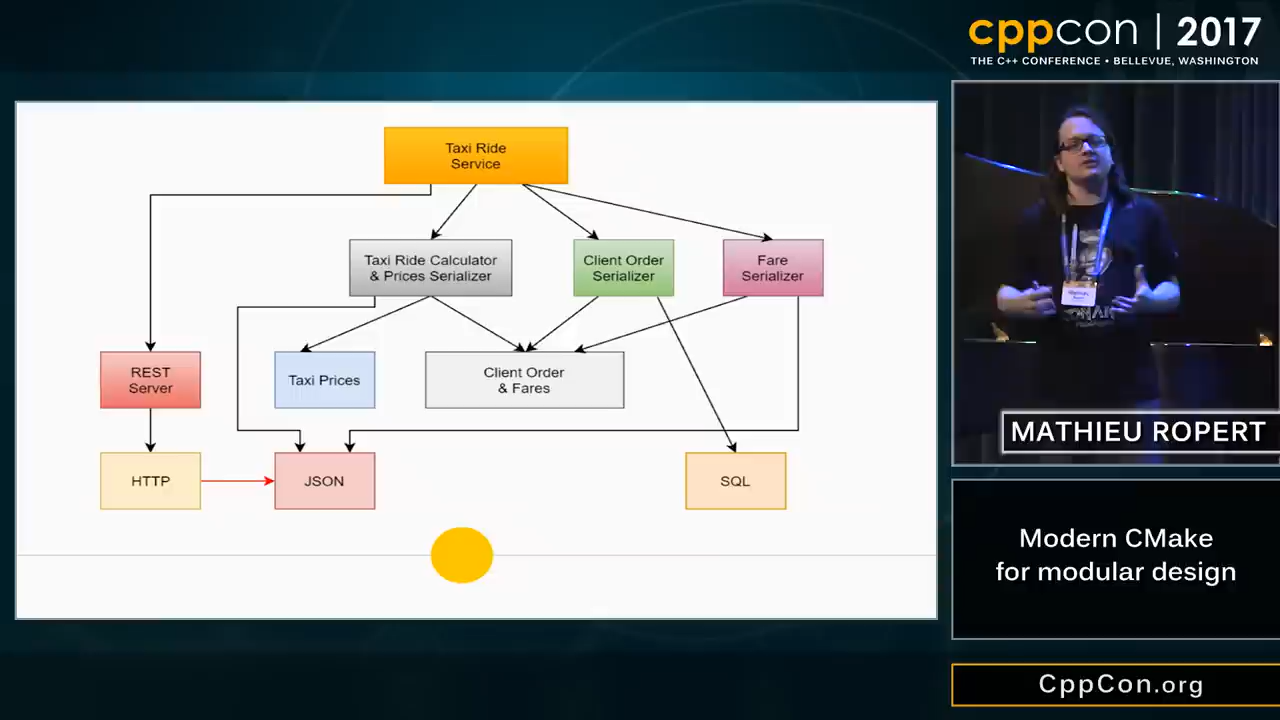 cppcon | 2017
THE C++ CONFERENCE • BELLEVUE, WASHINGTON
Taxi Ride
Service
Taxi Ride Calculator
& Prices Serializer
Client Order
Serializer
Fare
Serializer
REST
Server
Taxi Prices
Client Order
& Fares
HTTP
JSON
SQL
MATHIEU ROPERT
Modern CMake
for modular design
CppCon.org